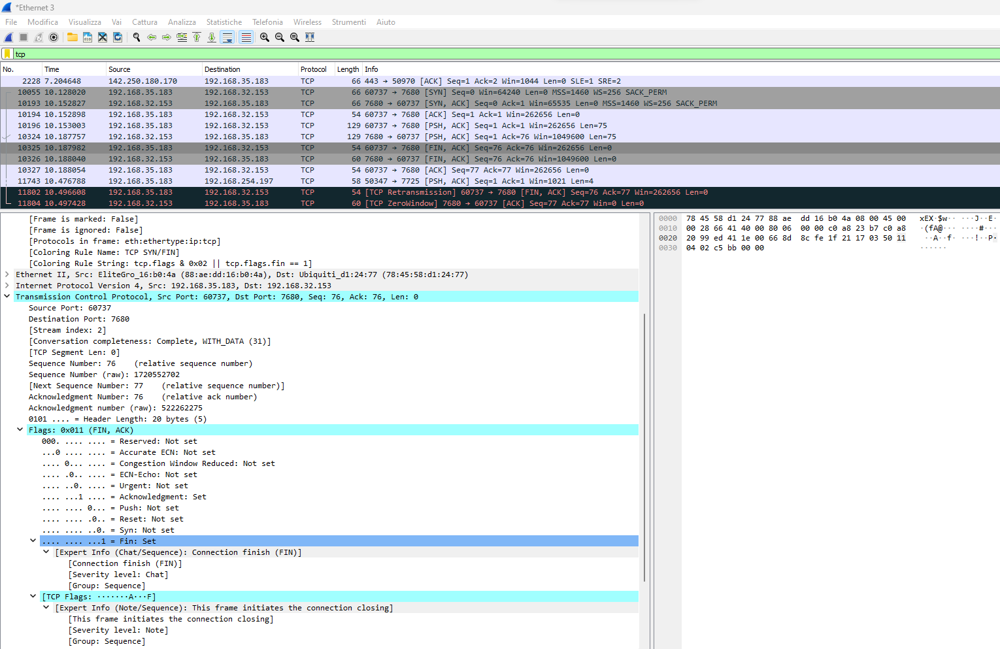 *Ethernet 3
File Modifica Visualizza Vai Cattura Analizza Statistiche Telefonia Wireless Strumenti Aiuto
tcp
No. Time Source Destination Protocol Length Info
2228 7.204648 142.250.180.170 192.168.35.183 TCP 66 443 → 50970 [ACK] Seq=1 Ack=2 Win=1044 Len=0 SLE=1 SRE=2
10055 10.128020 192.168.35.183 192.168.32.153 TCP 66 60737 → 7680 [SYN] Seq=0 Win=64240 Len=0 MSS=1460 WS=256 SACK_PERM
10193 10.152827 192.168.32.153 192.168.35.183 TCP 66 7680 → 60737 [SYN, ACK] Seq=0 Ack=1 Win=65535 Len=0 MSS=1460 WS=256 SACK_PERM
10194 10.152898 192.168.35.183 192.168.32.153 TCP 54 60737 → 7680 [ACK] Seq=1 Ack=1 Win=262656 Len=0
10196 10.153003 192.168.35.183 192.168.32.153 TCP 129 60737 → 7680 [PSH, ACK] Seq=1 Ack=1 Win=262656 Len=75
10324 10.187757 192.168.32.153 192.168.35.183 TCP 129 7680 → 60737 [PSH, ACK] Seq=1 Ack=76 Win=1049600 Len=75
10325 10.187982 192.168.35.183 192.168.32.153 TCP 54 60737 → 7680 [FIN, ACK] Seq=76 Ack=76 Win=262656 Len=0
10326 10.188040 192.168.32.153 192.168.35.183 TCP 60 7680 → 60737 [FIN, ACK] Seq=76 Ack=76 Win=1049600 Len=0
10327 10.188054 192.168.35.183 192.168.32.153 TCP 54 60737 → 7680 [ACK] Seq=77 Ack=77 Win=262656 Len=0
11743 10.476788 192.168.35.183 192.168.254.197 TCP 58 50347 → 7725 [PSH, ACK] Seq=1 Ack=1 Win=1021 Len=4
11802 10.496608 192.168.35.183 192.168.32.153 TCP 54 [TCP Retransmission] 60737 → 7680 [FIN, ACK] Seq=76 Ack=77 Win=262656 Len=0
11804 10.497428 192.168.32.153 192.168.35.183 TCP 60 [TCP ZeroWindow] 7680 → 60737 [ACK] Seq=77 Ack=77 Win=0 Len=0
[Frame is marked: False]
[Frame is ignored: False]
[Protocols in frame: eth:ethertype:ip:tcp]
[Coloring Rule Name: TCP SYN/FIN]
[Coloring Rule String: tcp.flags & 0x02 || tcp.flags.fin == 1]
Ethernet II, Src: EliteGro_16:b0:4a (88:ae:dd:16:b0:4a), Dst: Ubiquiti_d1:24:77 (78:45:58:d1:24:77)
Internet Protocol Version 4, Src: 192.168.35.183, Dst: 192.168.32.153
Transmission Control Protocol, Src Port: 60737, Dst Port: 7680, Seq: 76, Ack: 76, Len: 0
Source Port: 60737
Destination Port: 7680
[Stream index: 2]
[Conversation completeness: Complete, WITH_DATA (31)]
[TCP Segment Len: 0]
Sequence Number: 76 (relative sequence number)
Sequence Number (raw): 1720552702
[Next Sequence Number: 77 (relative sequence number)]
Acknowledgment Number: 76 (relative ack number)
Acknowledgment number (raw): 522262275
0101 .... = Header Length: 20 bytes (5)
Flags: 0x011 (FIN, ACK)
000. .... .... = Reserved: Not set
...0 .... .... = Accurate ECN: Not set
.... 0... .... = Congestion Window Reduced: Not set
.... .0.. .... = ECN-Echo: Not set
.... ..0. .... = Urgent: Not set
.... ...1 .... = Acknowledgment: Set
.... .... 0... = Push: Not set
.... .... .0.. = Reset: Not set
.... .... ..0. = Syn: Not set
.... .... ...1 = Fin: Set
[Expert Info (Chat/Sequence): Connection finish (FIN)]
[Connection finish (FIN)]
[Severity level: Chat]
[Group: Sequence]
[TCP Flags: ·······A···F]
[Expert Info (Note/Sequence): This frame initiates the connection closing]
[This frame initiates the connection closing]
[Severity level: Note]
[Group: Sequence]
0000 78 45 58 d1 24 77 88 ae dd 16 b0 4a 08 00 45 00 xEX·$w·· ···J··E·
0010 00 28 66 41 40 00 80 06 00 00 c0 a8 23 b7 c0 a8 ·(fA@··· ····#···
0020 20 99 ed 41 1e 00 66 8d 8c fe 1f 21 17 03 50 11 ··A··f· ···!··P·
0030 04 02 c5 bb 00 00 ······